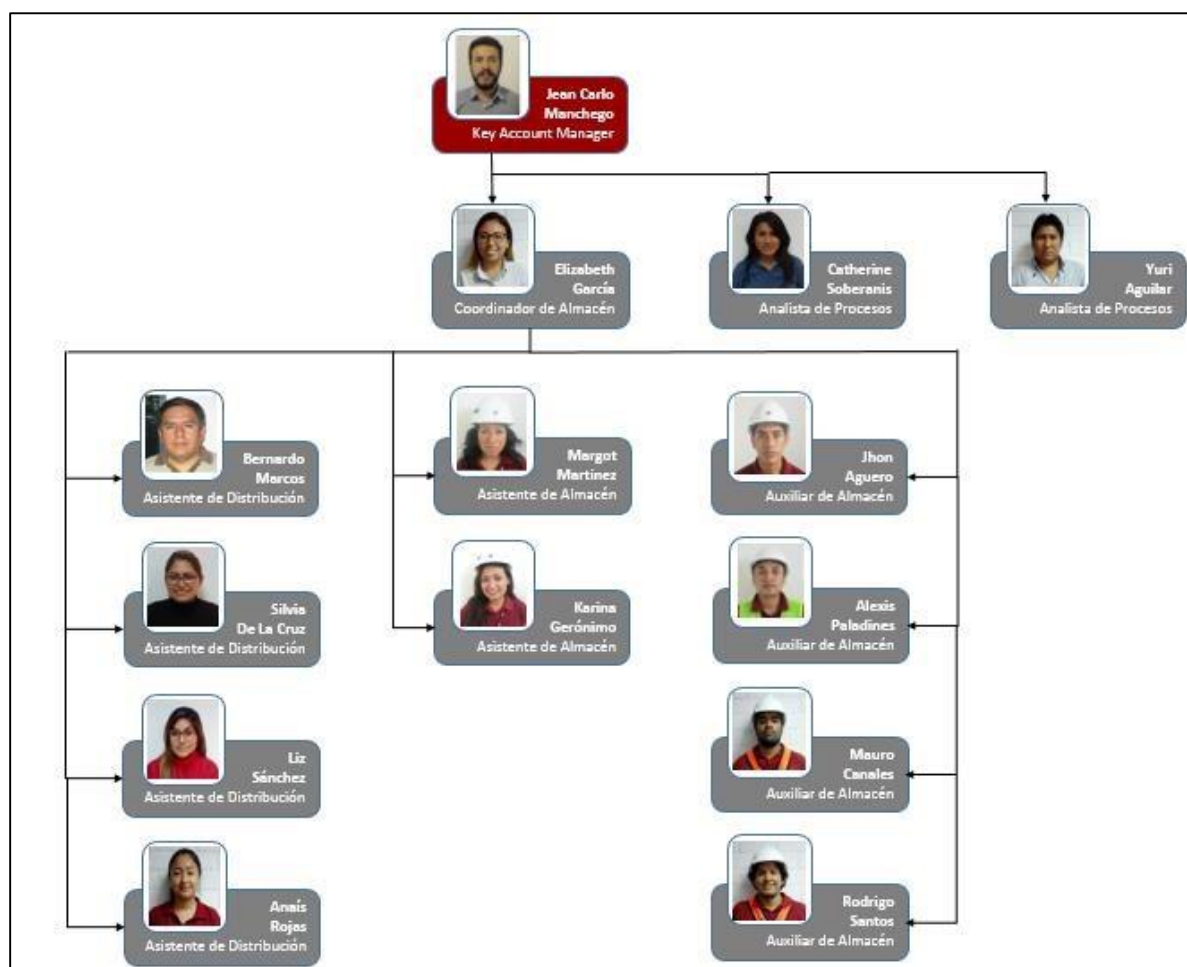 Jean Carlo
Manchego
Key Account Manager
Elizabeth
García
Coordinador de Almacén
Catherine
Soberanis
Analista de Procesos
Yuri
Aguilar
Analista de Procesos
Bernardo
Marcos
Asistente de Distribución
Margot
Martinez
Asistente de Almacén
Jhon
Aguero
Auxiliar de Almacén
Silvia
De La Cruz
Asistente de Distribución
Karina
Gerónimo
Asistente de Almacén
Alexis
Paladines
Auxiliar de Almacén
Liz
Sánchez
Asistente de Distribución
Mauro
Canales
Auxiliar de Almacén
Anaís
Rojas
Asistente de Distribución
Rodrigo
Santos
Auxiliar de Almacén